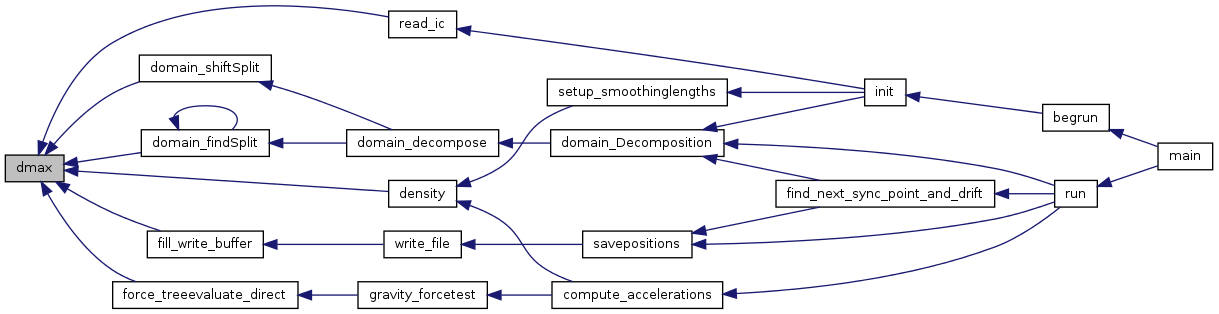 read_ic
domain_shiftSplit
setup_smoothinglengths
init
begrun
domain_findSplit
domain_decompose
domain_Decomposition
main
dmax
density
find_next_sync_point_and_drift
run
fill_write_buffer
write_file
savepositions
force_treeevaluate_direct
gravity_forcetest
compute_accelerations